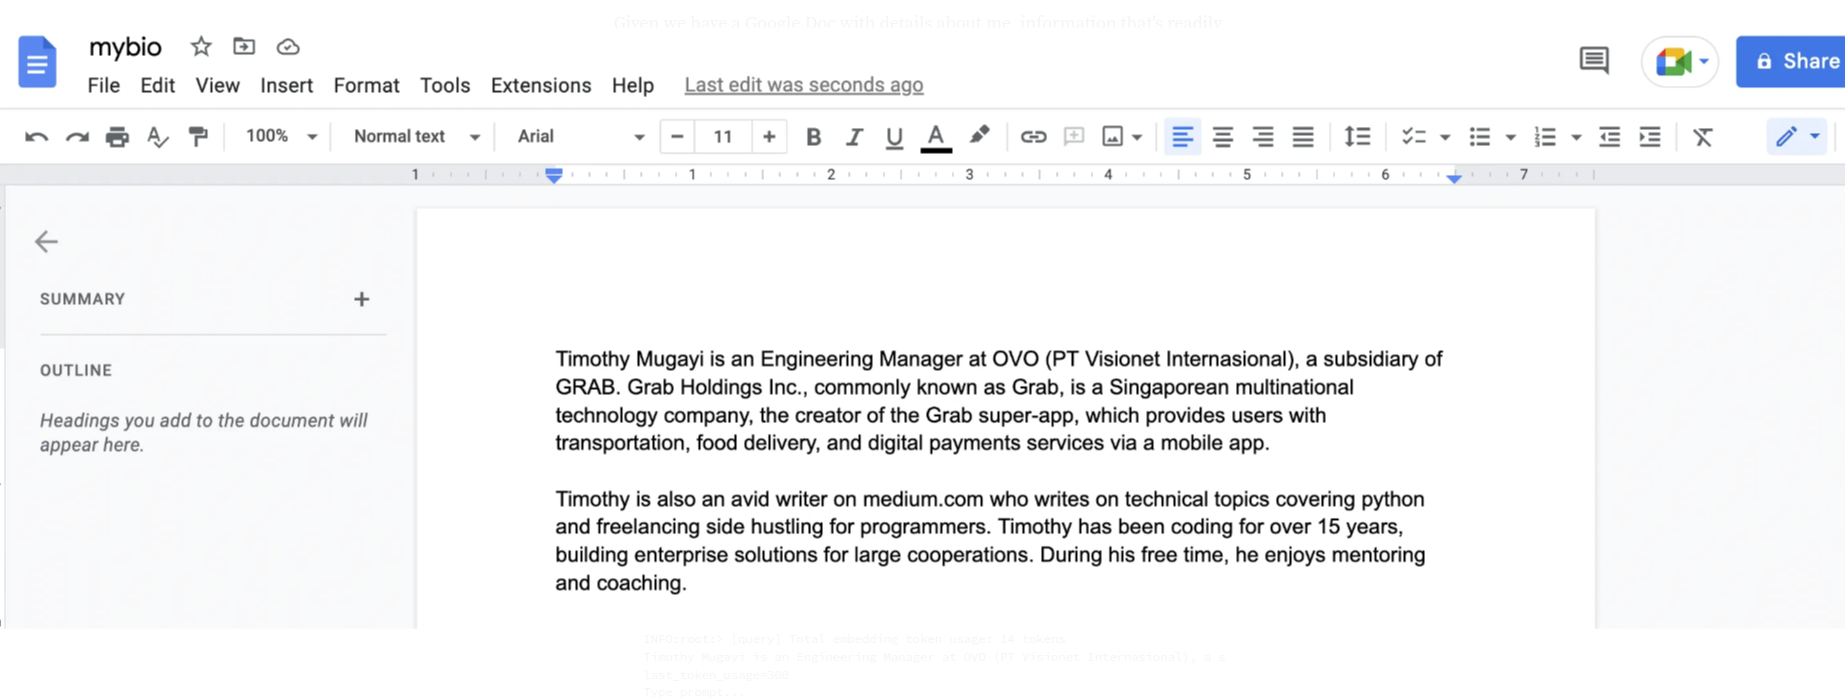 Given we have a Google Doc with details about me, information that's readily
mybio
File Edit View Insert Format Tools Extensions Help Last edit was seconds ago
Share
100% Normal text Arial 11
1 1 2 3 4 5 6 7
SUMMARY
OUTLINE
Headings you add to the document will
appear here.
Timothy Mugayi is an Engineering Manager at OVO (PT Visionet Internasional), a subsidiary of
GRAB. Grab Holdings Inc., commonly known as Grab, is a Singaporean multinational
technology company, the creator of the Grab super-app, which provides users with
transportation, food delivery, and digital payments services via a mobile app.
Timothy is also an avid writer on medium.com who writes on technical topics covering python
and freelancing side hustling for programmers. Timothy has been coding for over 15 years,
building enterprise solutions for large cooperations. During his free time, he enjoys mentoring
and coaching.
INFO:root:> [query] Total embedding token usage: 14 tokens
Timothy Mugayi is an Engineering Manager at OVO (PT Visionet Internasional), a s
last_token_usage=300
Type prompt...